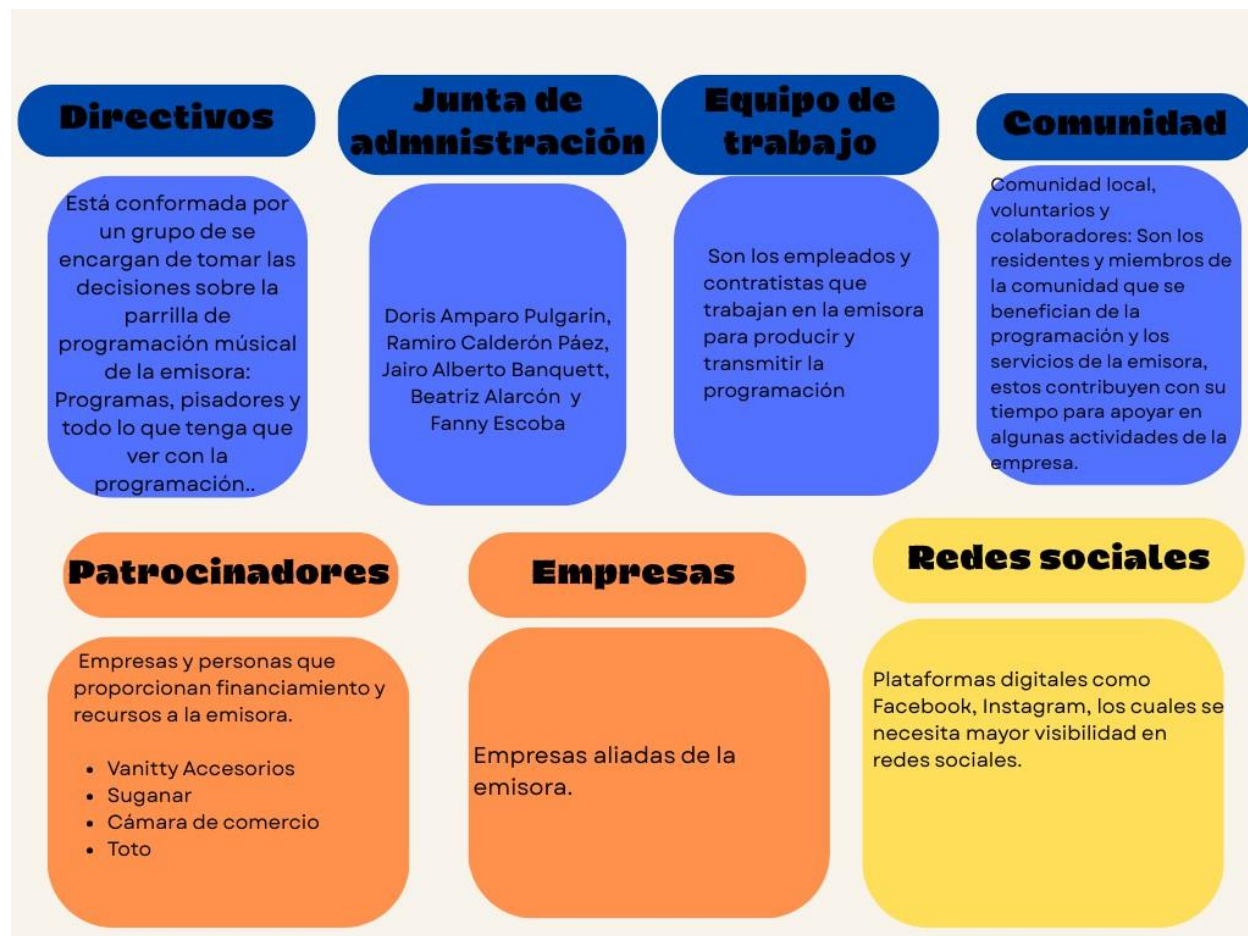 Directivos
Está conformada por
un grupo de se
encargan de tomar las
decisiones sobre la
parrilla de
programación músical
de la emisora:
Programas, pisadores y
todo lo que tenga que
ver con la
programación..
Junta de
admnistración
Doris Amparo Pulgarin,
Ramiro Calderón Páez,
Jairo Alberto Banquett,
Beatriz Alarcón y
Fanny Escoba
Equipo de
trabajo
Son los empleados y
contratistas que
trabajan en la emisora
para producir y
transmitir la
programación
Comunidad
Comunidad local,
voluntarios y
colaboradores: Son los
residentes y miembros de
la comunidad que se
benefician de la
programación y los
servicios de la emisora,
estos contribuyen con su
tiempo para apoyar en
algunas actividades de la
empresa.
Patrocinadores
Empresas y personas que
proporcionan financiamiento y
recursos a la emisora.
• Vanitty Accesorios
• Suganar
• Cámara de comercio
• Toto
Empresas
Empresas aliadas de la
emisora.
Redes sociales
Plataformas digitales como
Facebook, Instagram, los cuales se
necesita mayor visibilidad en
redes sociales.